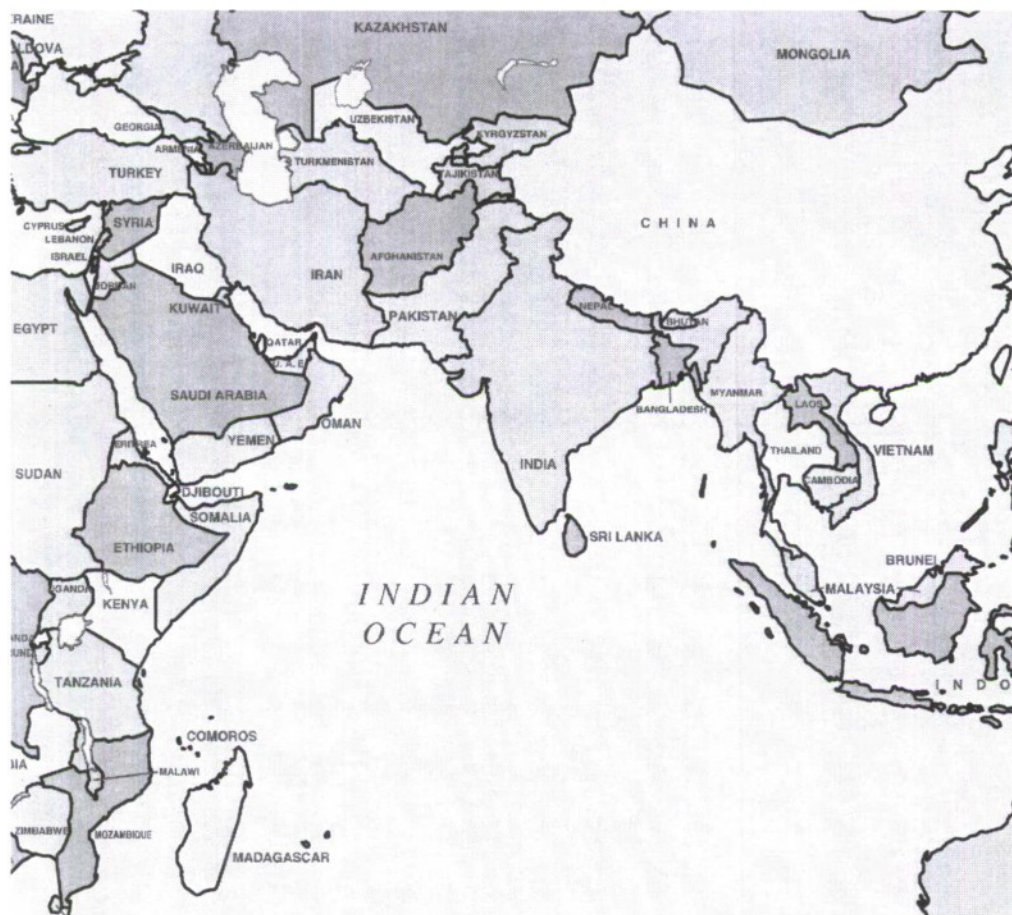 KRAINE
KAZAKHSTAN
MONGOLIA
GEORGIA
UZBEKISTAN
ARMENIA
AZERBAIJAN
KYRGYZSTAN
TURKEY
TURKMENISTAN
TAJIKISTAN
CHINA
CYPRUS
SYRIA
LEBANON
ISRAEL
IRAQ
IRAN
AFGHANISTAN
JORDAN
EGYPT
KUWAIT
PAKISTAN
NEPAL
BHUTAN
QATAR
U. A. E
SAUDI ARABIA
MYANMAR
LAOS
BANGLADESH
OMAN
YEMEN
ERITREA
INDIA
THAILAND
VIETNAM
SUDAN
CAMBODIA
DJIBOUTI
SOMALIA
ETHIOPIA
SRI LANKA
BRUNEI
UGANDA
KENYA
MALAYSIA
INDIAN
OCEAN
TANZANIA
INDO
COMOROS
MALAWI
ZIMBABWE
MOZAMBIQUE
MADAGASCAR